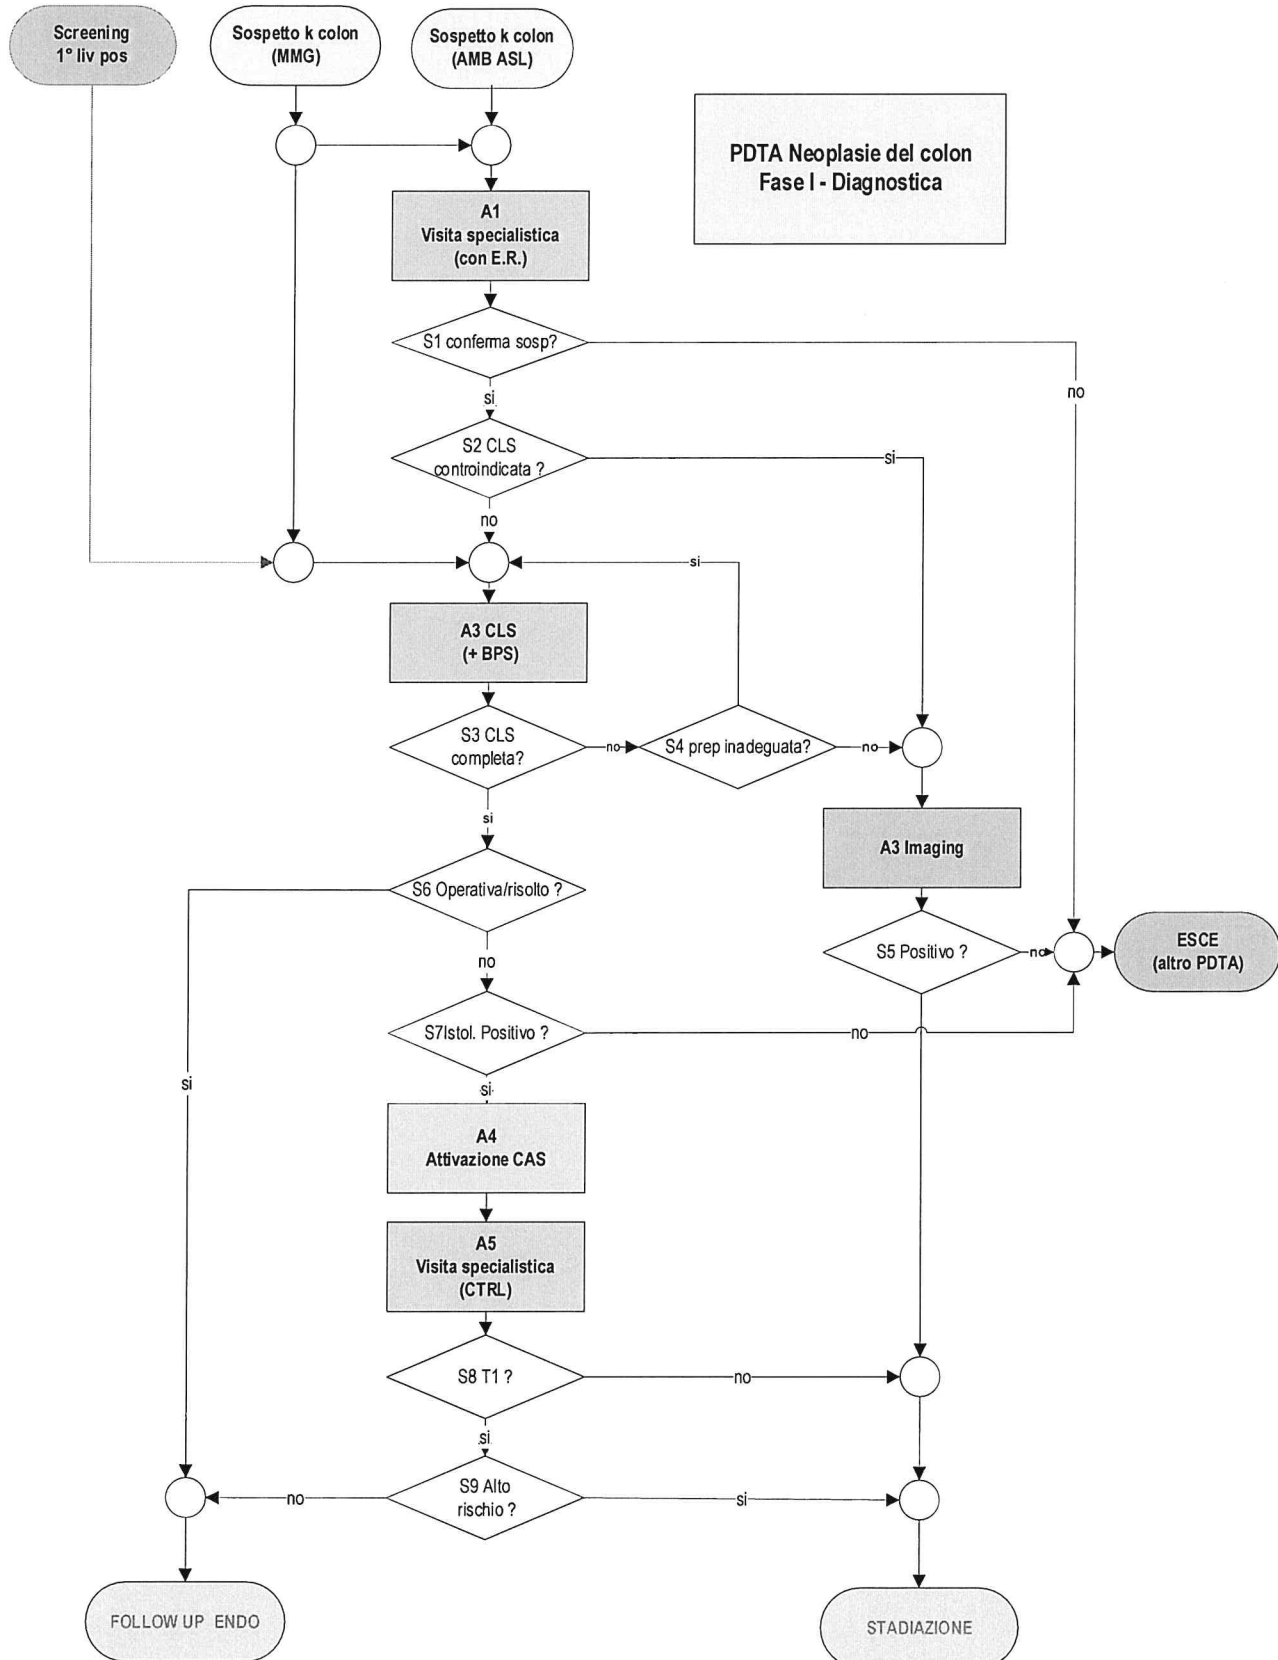 Screening
1° liv pos
Sospetto k colon
(MMG)
Sospetto k colon
(AMB ASL)
PDTA Neoplasie del colon
Fase I - Diagnostica
A1
Visita specialistica
(con E.R.)
S1 conferma sosp?
no
si
S2 CLS
controindicata ?
si
no
si
A3 CLS
(+ BPS)
S3 CLS
completa?
no
S4 prep inadeguata?
no
si
A3 Imaging
S6 Operativa/risolto ?
S5 Positivo ?
no
ESCE
(altro PDTA)
no
S7Istol. Positivo ?
no
si
si
A4
Attivazione CAS
A5
Visita specialistica
(CTRL)
S8 T1 ?
no
si
S9 Alto
rischio ?
no
si
FOLLOW UP ENDO
STADIAZIONE